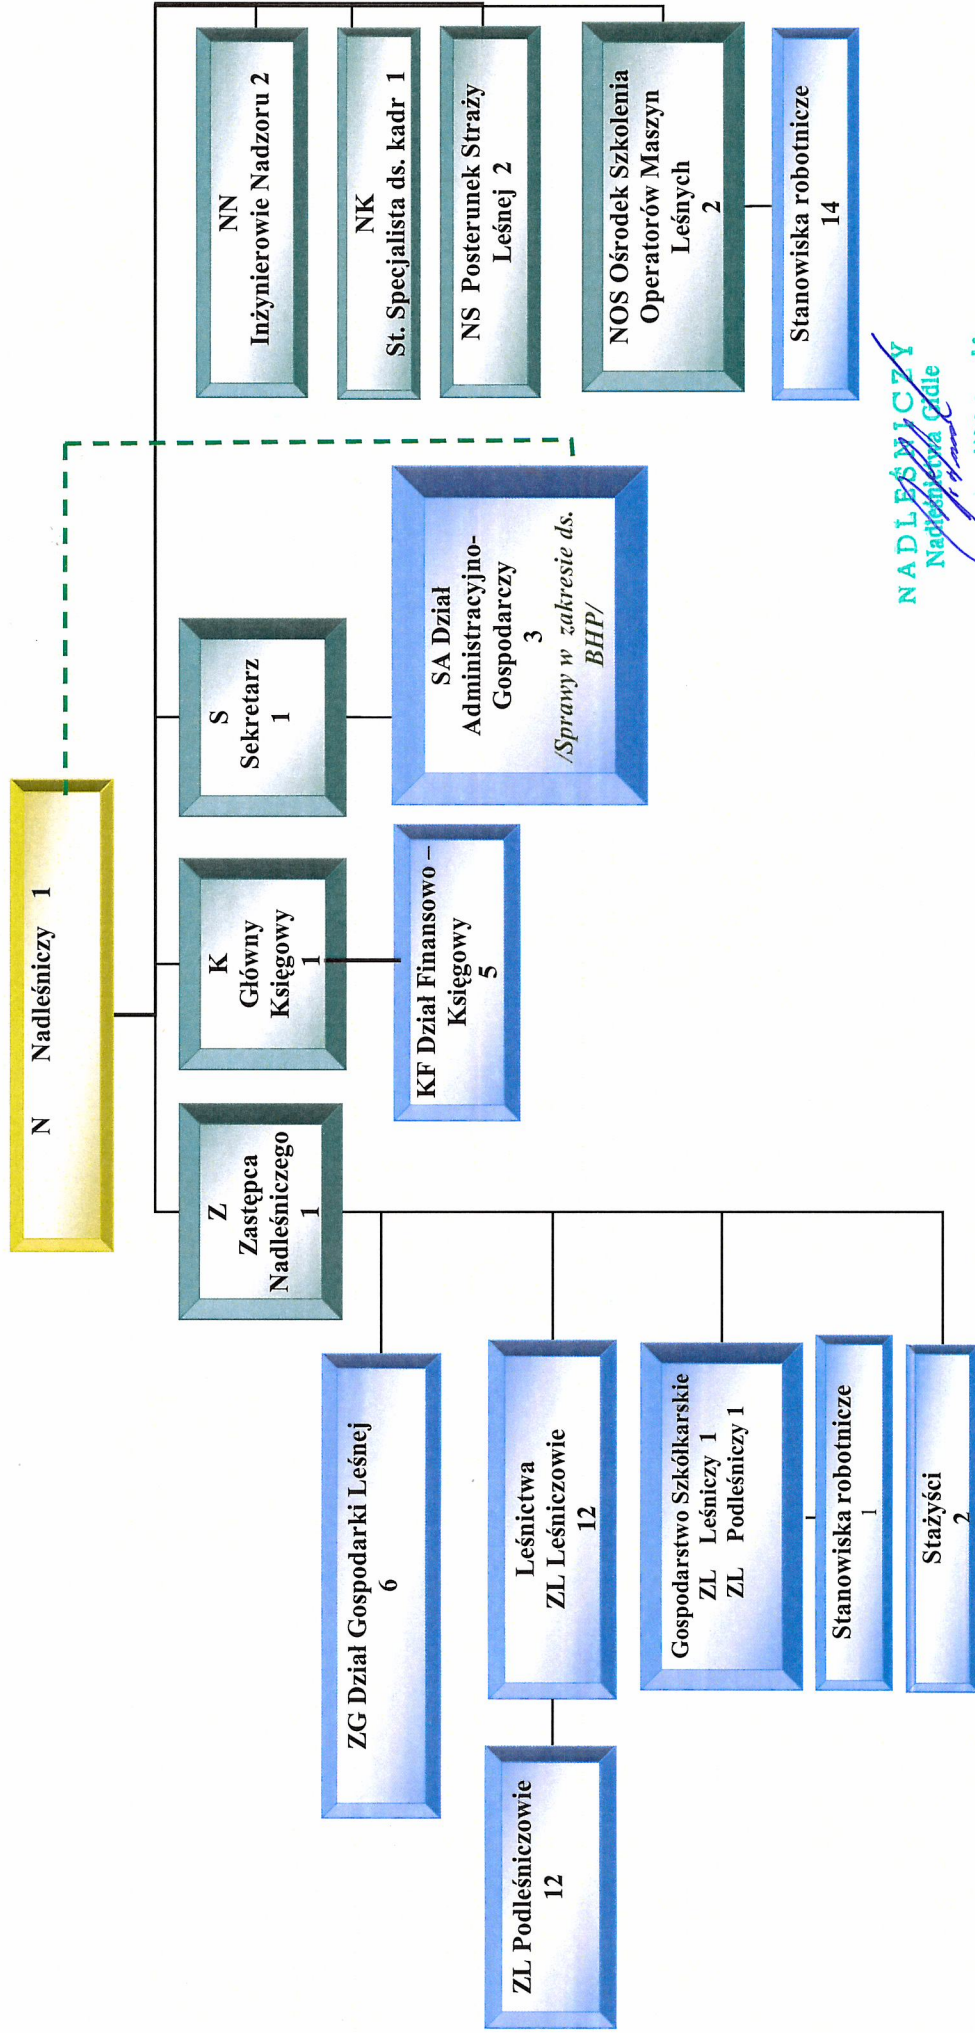 N Nadleśniczy 1
Z
Zastępca
Nadleśniczego
1
K
Główny
Księgowy
1
S
Sekretarz
1
NN
Inżynierowie Nadzoru 2
NK
St. Specjalista ds. kadr 1
NS Posterunek Straży
Leśnej 2
NOS Ośrodek Szkolenia
Operatorów Maszyn
Leśnych
2
Stanowiska robotnicze
14
ZG Dział Gospodarki Leśnej
6
KF Dział Finansowo –
Księgowy
5
SA Dział
Administracyjno-
Gospodarczy
3
/Sprawy w zakresie ds.
BHP/
ZL Podleśniczowie
12
Leśnictwa
ZL Leśniczowie
12
Gospodarstwo Szkółkarskie
ZL Leśniczy 1
ZL Podleśniczy 1
Stanowiska robotnicze
1
Stażyści
2
NADLEŚNICZY
Nadleśnictwa Gidle